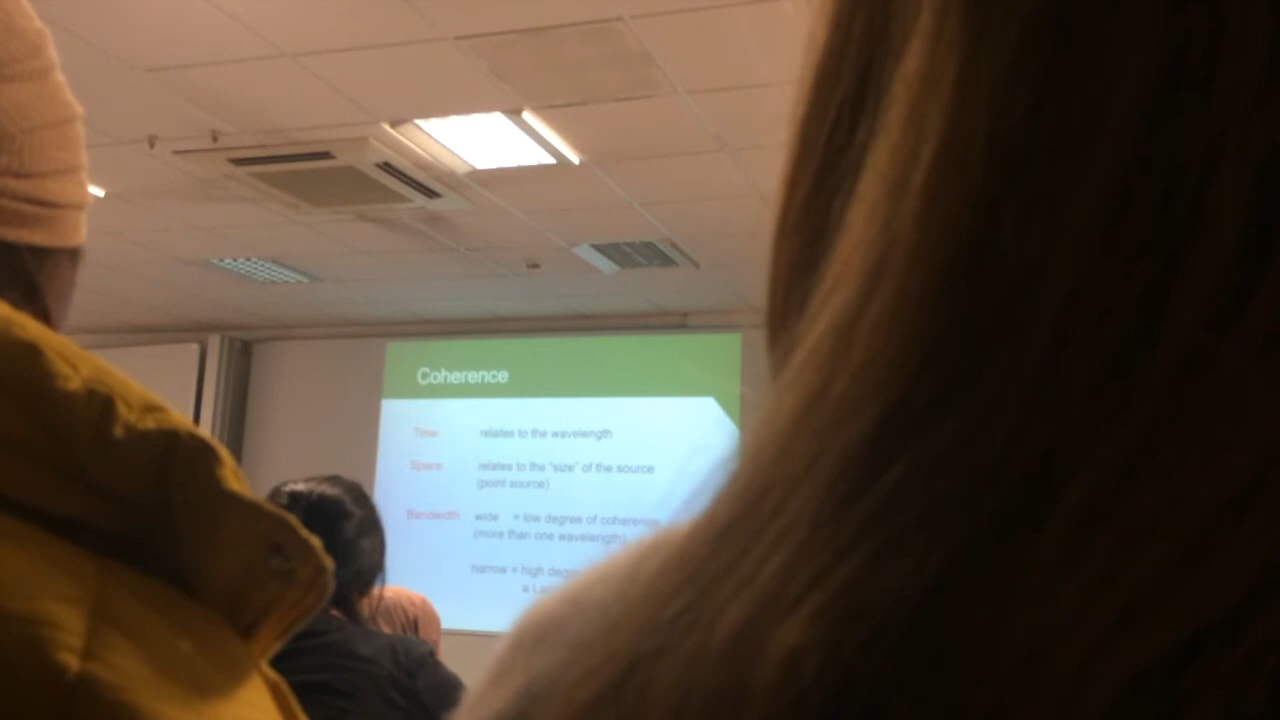 Coherence
Time relates to the wavelength
Space relates to the "size" of the source
(point source)
Bandwidth wide = low degree of coherence
(more than one wavelength)
narrow = high
a